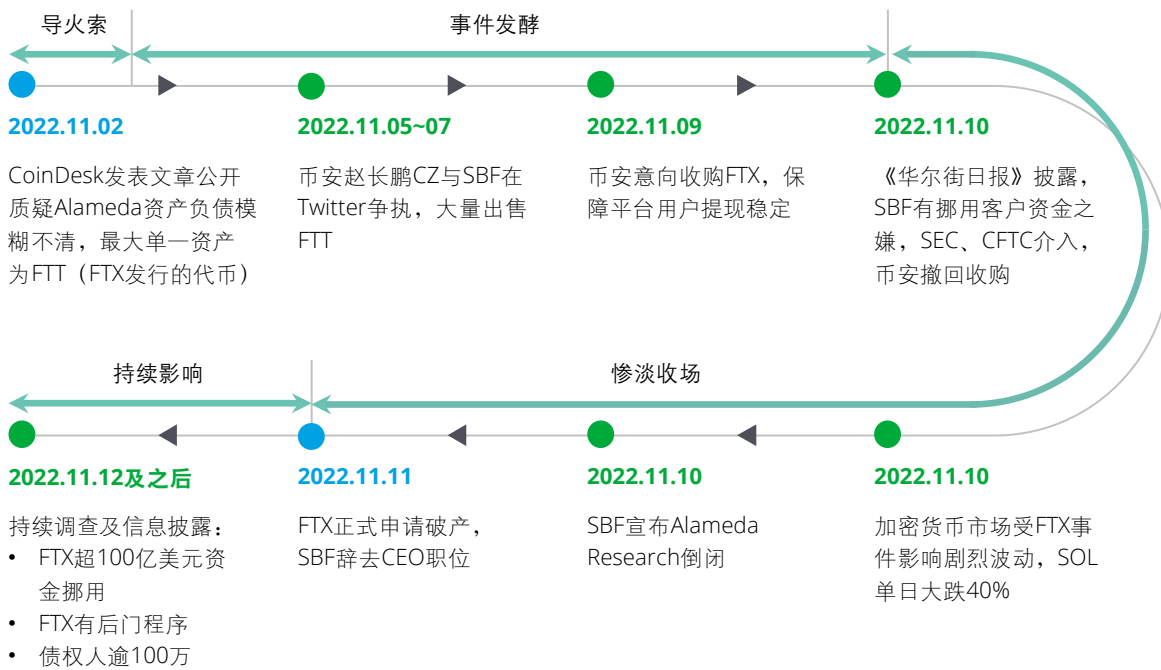 导火索
事件发酵
2022.11.02
CoinDesk发表文章公开
质疑Alameda资产负债模
糊不清，最大单一资产
为FTT（FTX发行的代币）
2022.11.05~07
币安赵长鹏CZ与SBF在
Twitter争执，大量出售
FTT
2022.11.09
币安意向收购FTX，保
障平台用户提现稳定
2022.11.10
《华尔街日报》披露，
SBF有挪用客户资金之
嫌，SEC、CFTC介入，
币安撤回收购
惨淡收场
持续影响
2022.11.10
加密货币市场受FTX事
件影响剧烈波动，SOL
单日大跌40%
2022.11.10
SBF宣布Alameda
Research倒闭
2022.11.11
FTX正式申请破产，
SBF辞去CEO职位
2022.11.12及之后
持续调查及信息披露：
• FTX超100亿美元资
金挪用
• FTX有后门程序
• 债权人逾100万